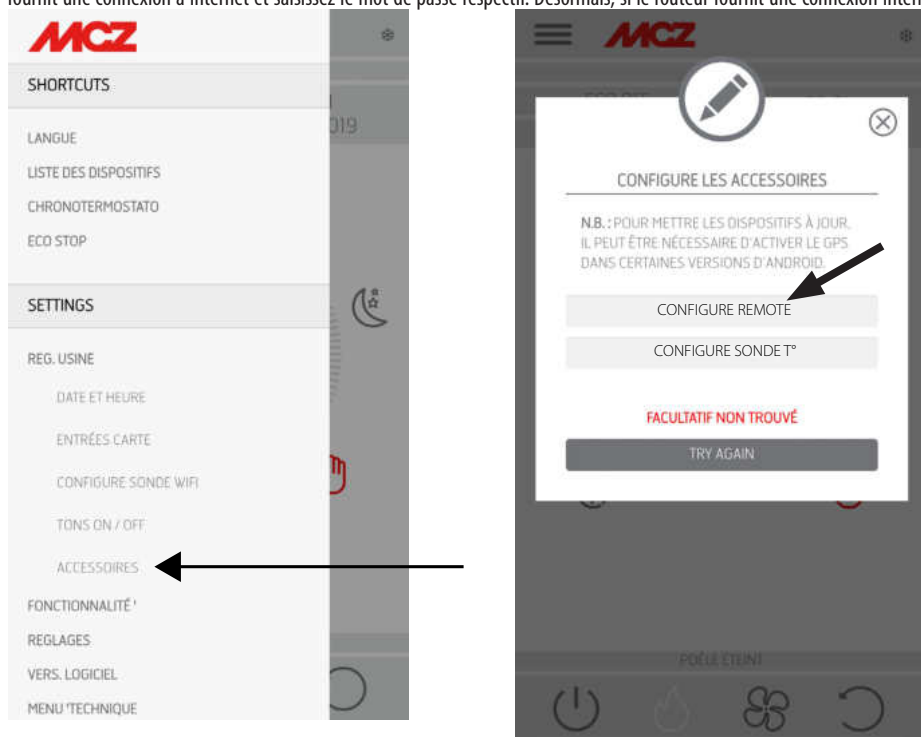 fournit une connexion à internet et saisissez le mot de passe respectif. Désormais, si le routeur fournit une connexion inter
MCZ
SHORTCUTS
019
LANGUE
LISTE DES DISPOSITIFS
CHRONOTERMOSTATO
ECO STOP
SETTINGS
REG. USINE
DATE ET HEURE
ENTRÉES CARTE
CONFIGURE SONDE WIFI
TONS ON / OFF
ACCESSOIRES
FONCTIONNALITÉ '
REGLAGES
VERS. LOGICIEL
MENU 'TECHNIQUE
MCZ
CONFIGURE LES ACCESSOIRES
N.B. : POUR METTRE LES DISPOSITIFS À JOUR,
IL PEUT ÊTRE NÉCESSAIRE D'ACTIVER LE GPS
DANS CERTAINES VERSIONS D'ANDROID.
CONFIGURE REMOTE
CONFIGURE SONDE T°
FACULTATIF NON TROUVÉ
TRY AGAIN
POÊLE ÉTEINT